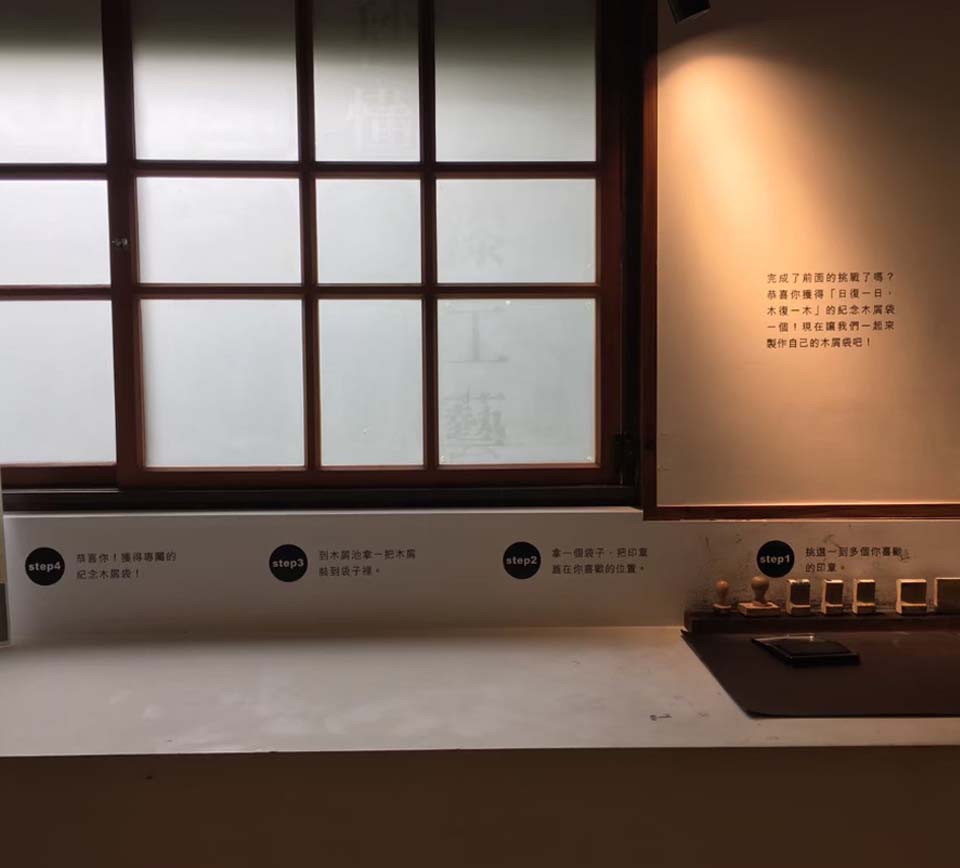 完成了前面的挑戰了嗎?
恭喜你獲得「日復一日，
木復一木」的紀念木屑袋
一個！現在讓我們一起來
製作自己的木屑袋吧！
step4
恭喜你！獲得專屬的
紀念木屑袋！
step3
到木屑池拿一把木屑
裝到袋子裡。
step2
拿一個袋子，把印章
蓋在你喜歡的位置。
step1
挑選一到多個你喜歡
的印章。
工
藝